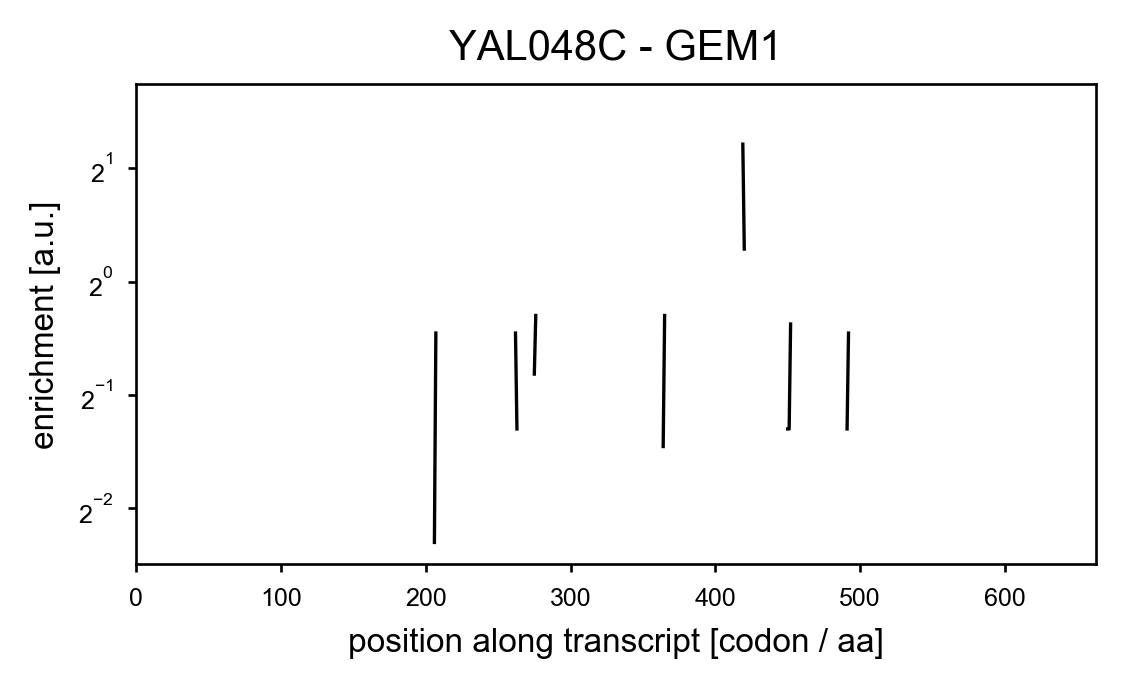 YAL048C - GEM1
enrichment [a.u.]
2^1
2^0
2^−1
2^−2
0 100 200 300 400 500 600
position along transcript [codon / aa]